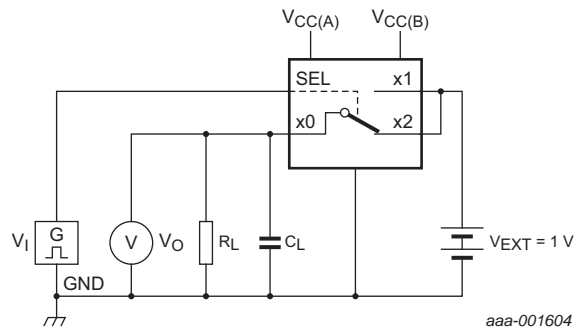 VCC(A) VCC(B)
SEL x1
x0 x2
VI G V VO RL CL VEXT = 1 V
GND
aaa-001604